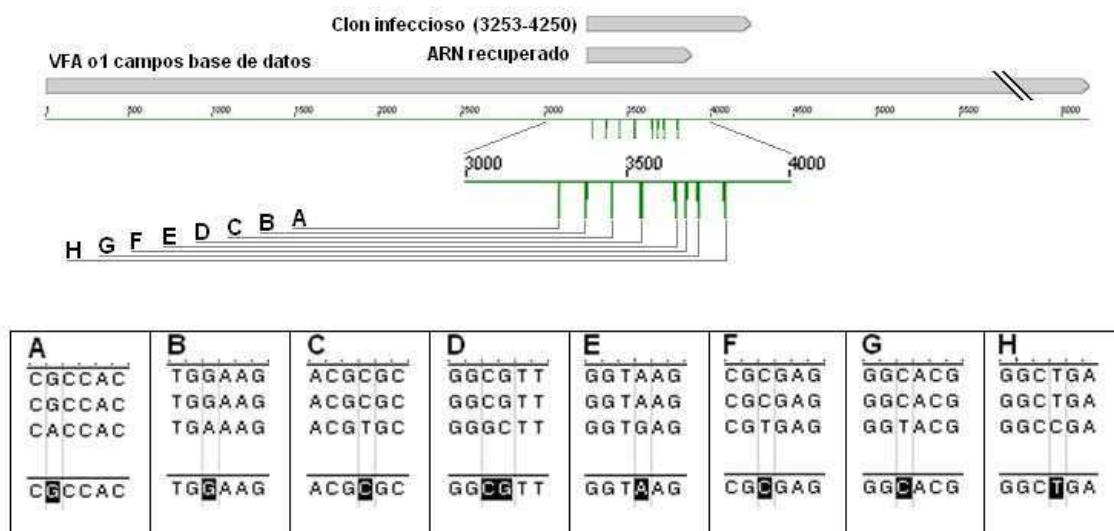 Clon infeccioso (3253-4250)
ARN recuperado
VFA o1 campos base de datos
1 500 1000 1500 2000 2500 3000 3500 4000 4500 5000 5500 8000
3000 3500 4000
H G F E D C B A
A B C D E F G H
CGCCAC TGGAAG ACGCGC GGCGTT GGTAAG CGCGAG GGCACG GGCTGA
CGCCAC TGGAAG ACGCGC GGCGTT GGTAAG CGCGAG GGCACG GGCTGA
CACCAC TGAAAG ACGTGC GGGCTT GGTGAG CGTGAG GGTACG GGCCGA
CGCCAC TGGAAG ACGCGC GGCGTT GGTAAG CGCGAG GGCACG GGCTGA